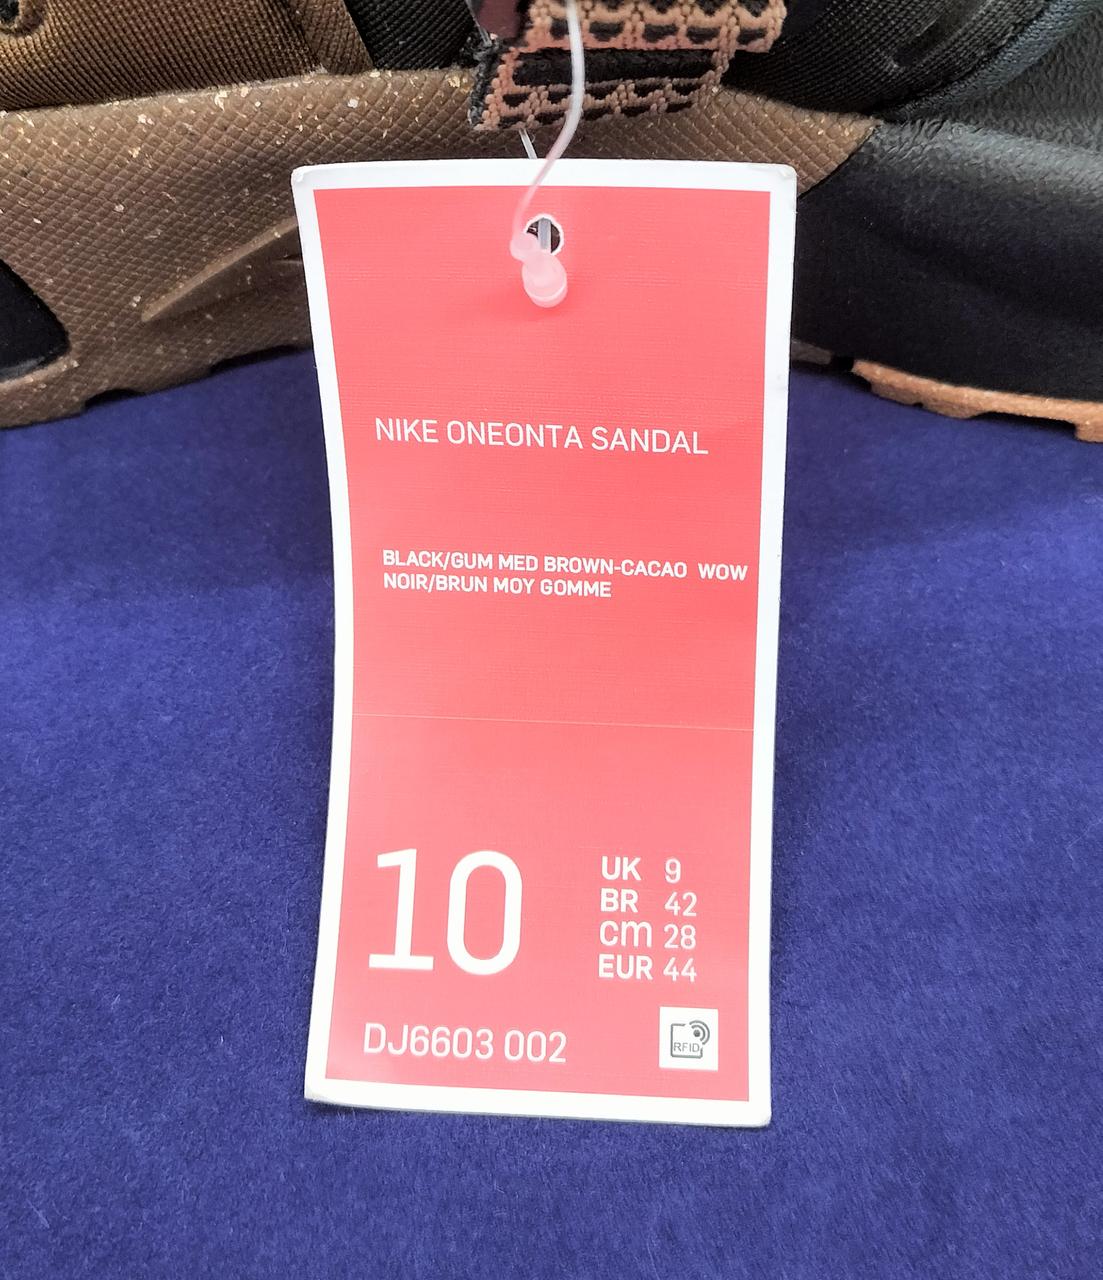 NIKE ONEONTA SANDAL
BLACK/GUM MED BROWN-CACAO WOW
NOIR/BRUN MOY GOMME
10
UK 9
BR 42
cm 28
EUR 44
DJ6603 002
RFID